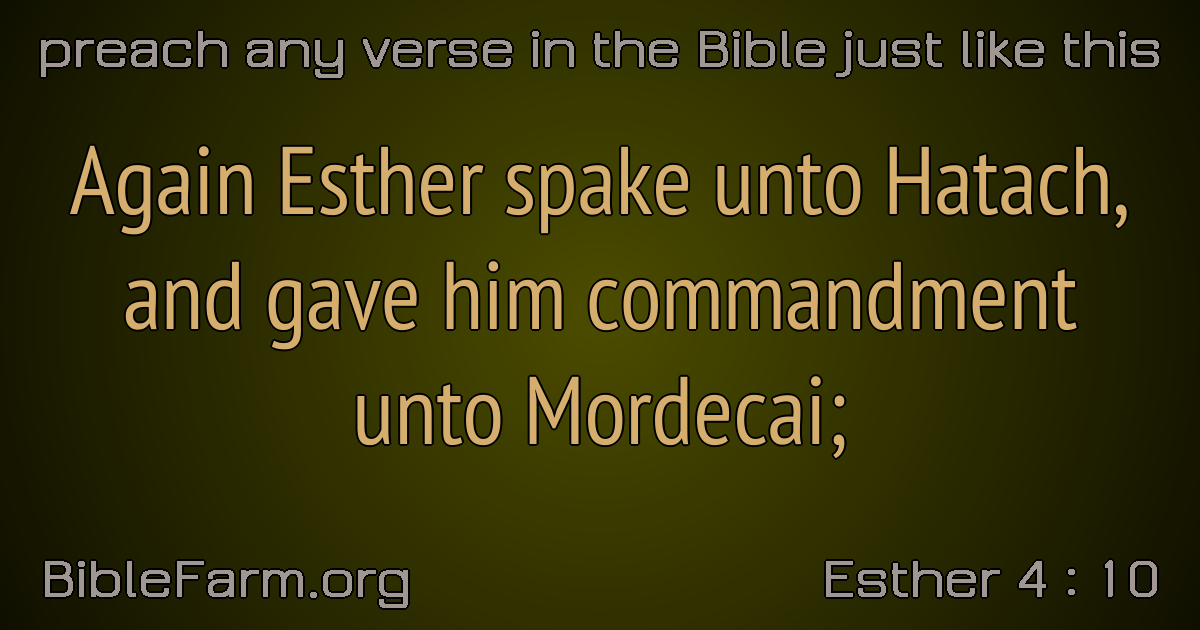 preach any verse in the Bible just like this
Again Esther spake unto Hatach,
and gave him commandment
unto Mordecai;
BibleFarm.org
Esther 4 : 10